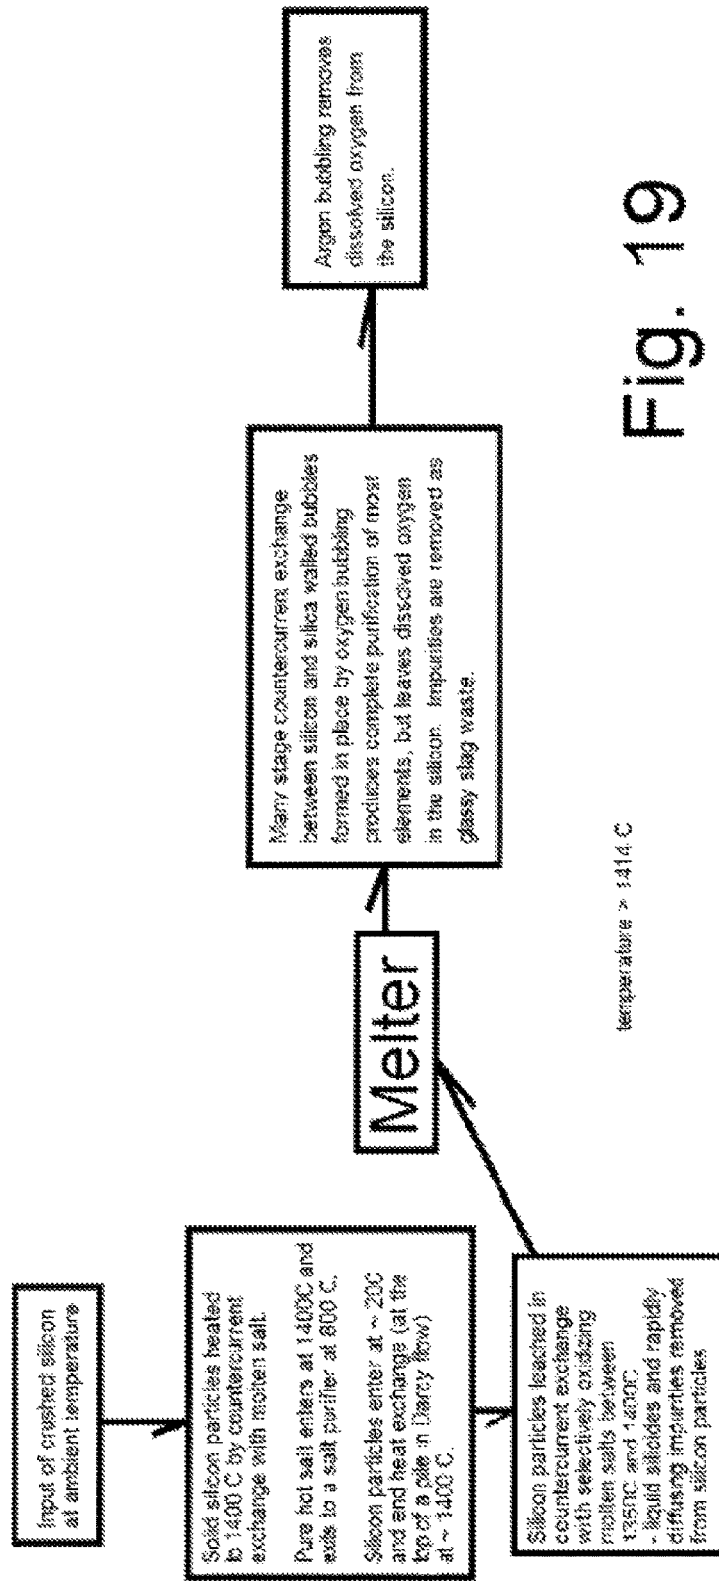 Input of crushed silicon
at ambient temperature
Solid silicon particles heated
to 1400 C by countercurrent
exchange with molten salt.
Pure hot salt enters at 1400C and
exits to a salt purifier at 800 C.
Silicon particles enter at ~ 20C
and end heat exchange (at the
top of a pile in Darcy flow)
at ~ 1400 C.
Silicon particles leached in
countercurrent exchange
with selectively oxidizing
molten salts between
1350C and 1400C
- liquid silicides and rapidly
diffusing impurities removed
from silicon particles
Melter
temperature > 1414 C
Many stage countercurrent exchange
between silicon and silica walled bubbles
formed in place by oxygen bubbling
produces complete purification of most
elements, but leaves dissolved oxygen
in the silicon. Impurities are removed as
glassy slag waste.
Argon bubbling removes
dissolved oxygen from
the silicon.
Fig. 19